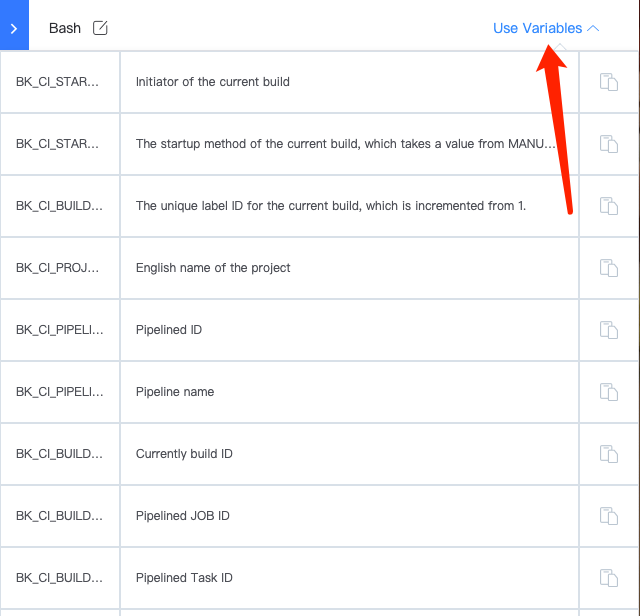 Bash
Use Variables
BK_CI_STAR...
Initiator of the current build
BK_CI_STAR...
The startup method of the current build, which takes a value from MANU...
BK_CI_BUILD...
The unique label ID for the current build, which is incremented from 1.
BK_CI_PROJ...
English name of the project
BK_CI_PIPELI...
Pipelined ID
BK_CI_PIPELI...
Pipeline name
BK_CI_BUILD...
Currently build ID
BK_CI_BUILD...
Pipelined JOB ID
BK_CI_BUILD...
Pipelined Task ID